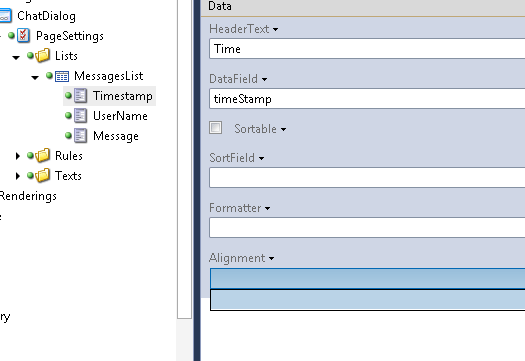 ChatDialog
PageSettings
Lists
MessagesList
Timestamp
UserName
Message
Rules
Texts
Renderings
ry
Data
HeaderText
Time
DataField
timeStamp
Sortable
SortField
Formatter
Alignment